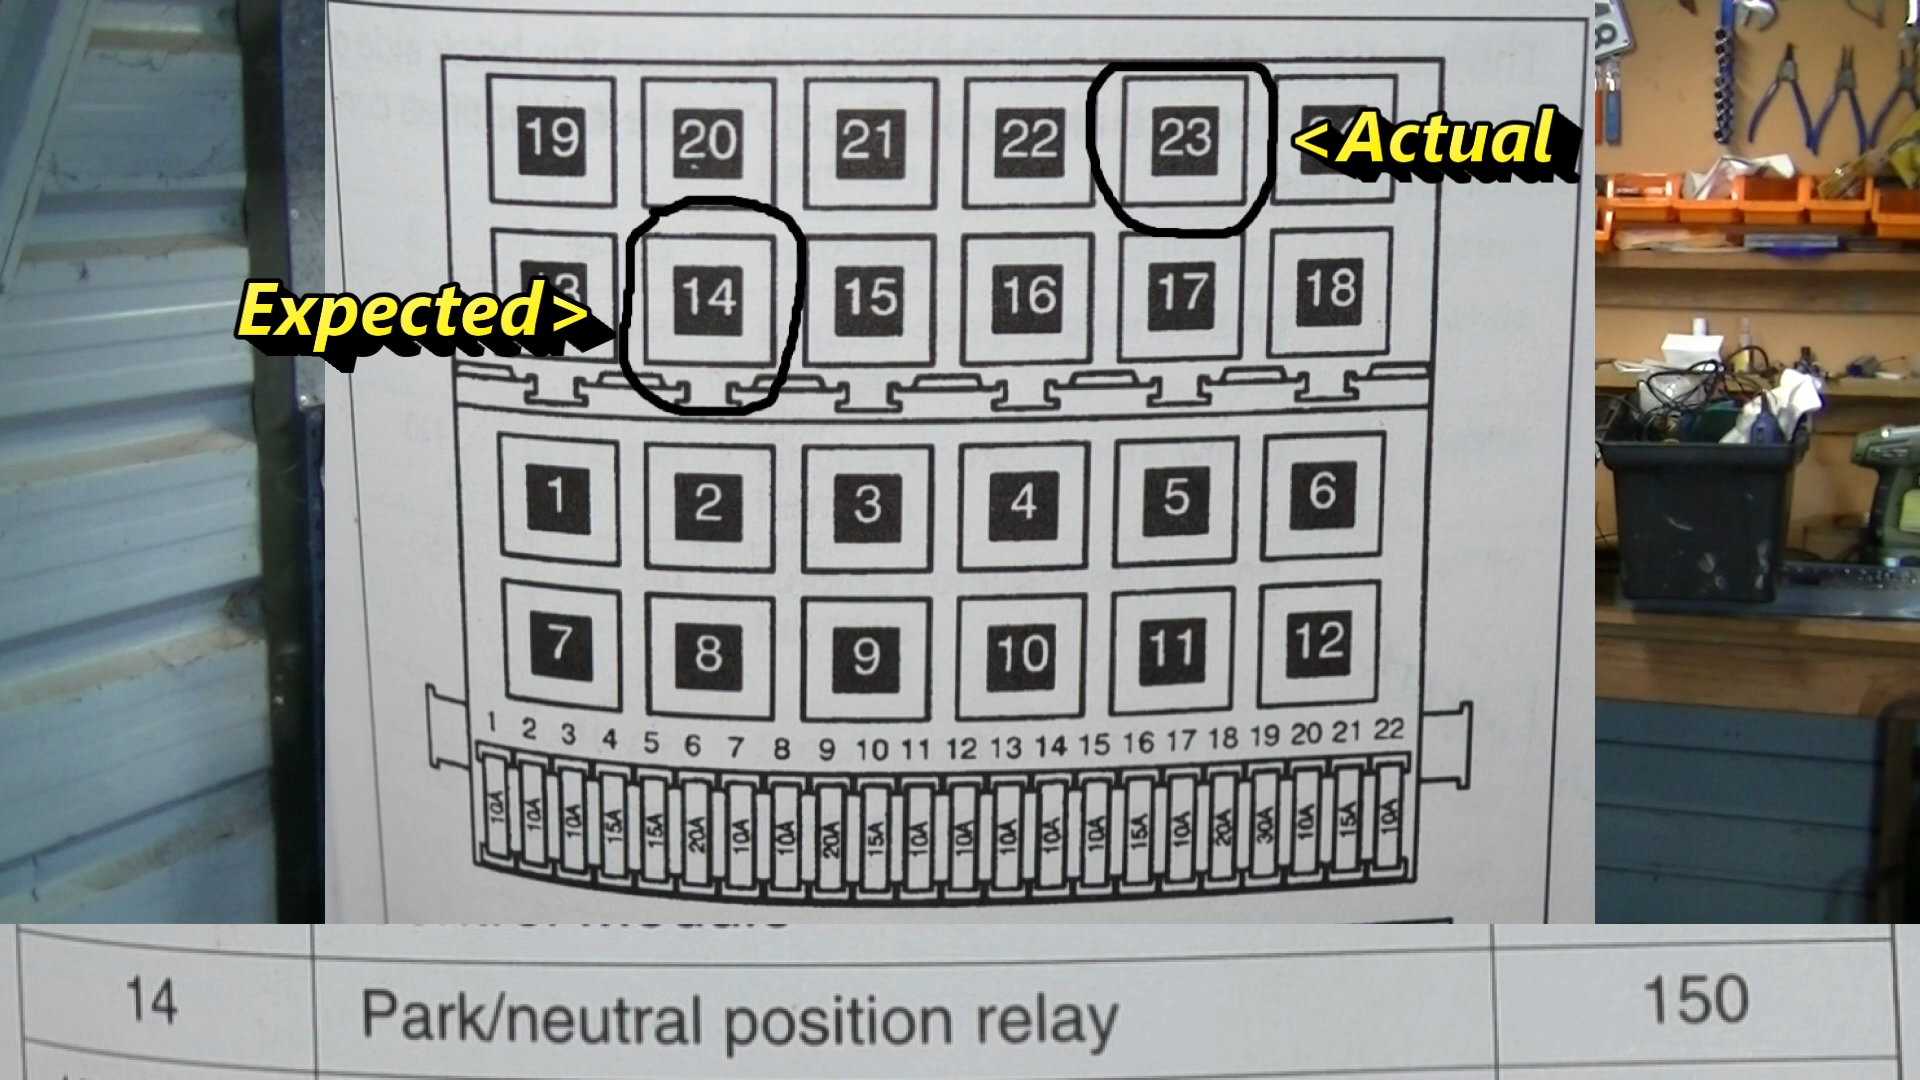 19 20 21 22 23
<Actual
14 15 16 17 18
Expected>
1 2 3 4 5 6
7 8 9 10 11 12
1 2 3 4 5 6 7 8 9 10 11 12 13 14 15 16 17 18 19 20 21 22
10A 10A 10A 15A 15A 20A 10A 10A 20A 15A 10A 10A 10A 10A 10A 15A 10A 20A 30A 10A 15A 10A
14 Park/neutral position relay 150